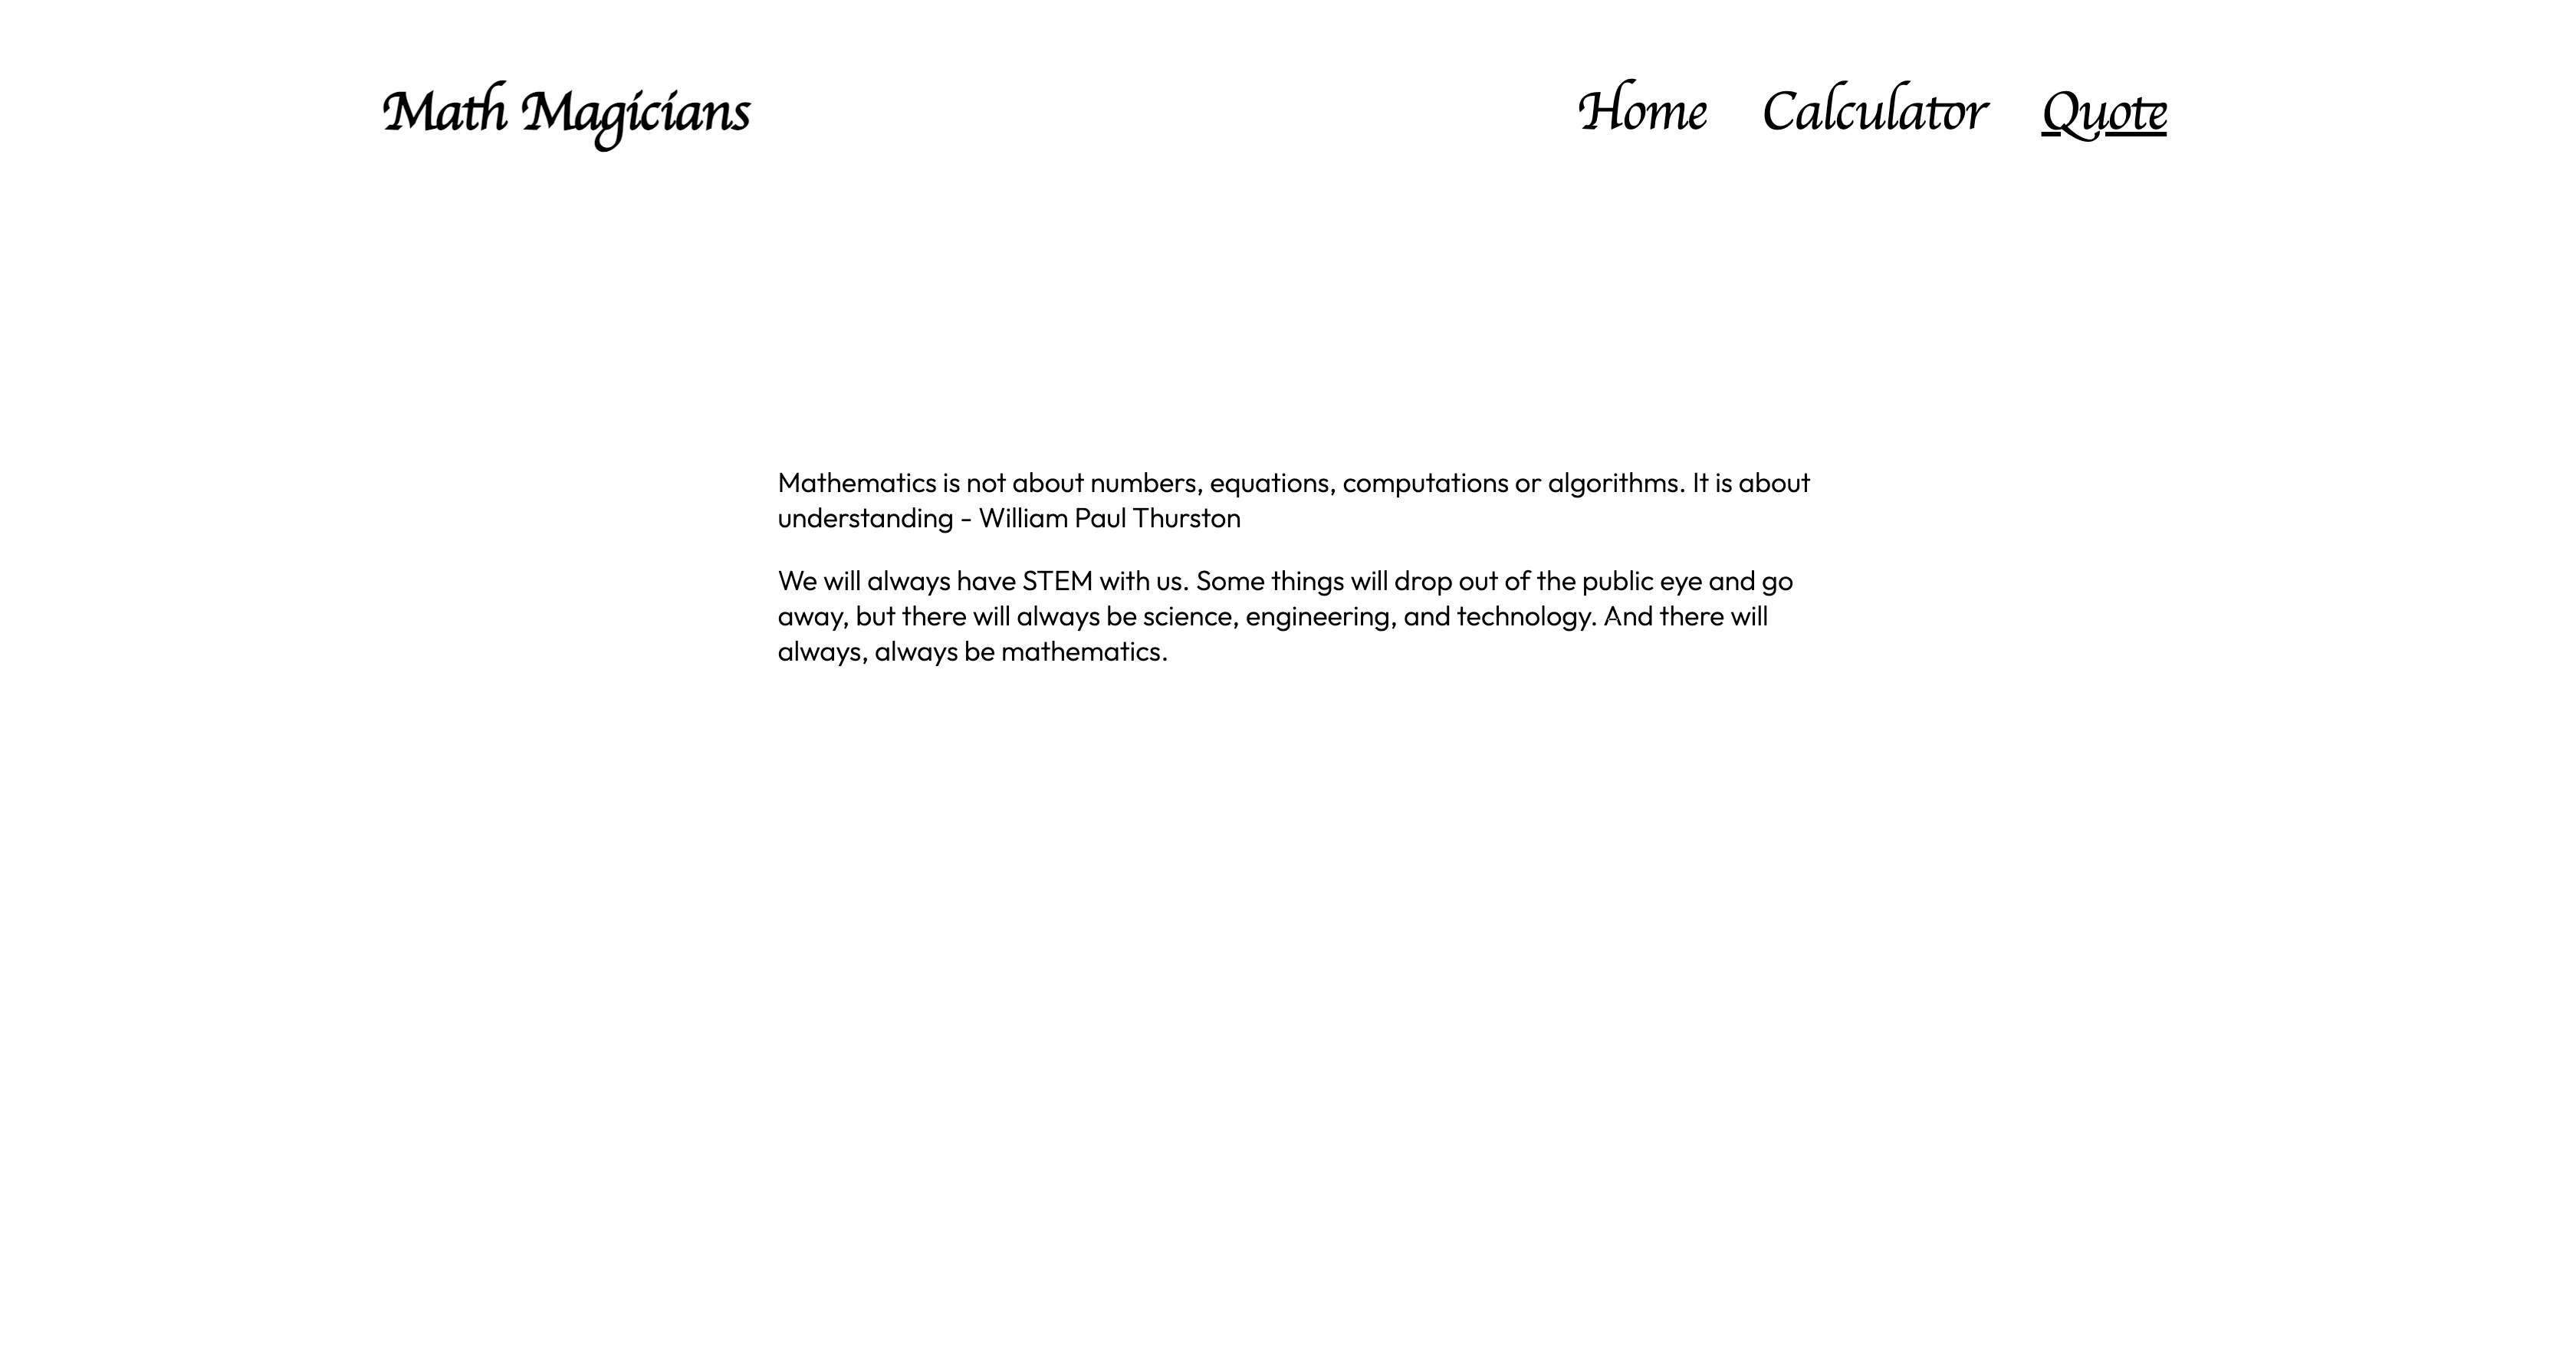 Math Magicians
Home Calculator Quote
Mathematics is not about numbers, equations, computations or algorithms. It is about
understanding - William Paul Thurston
We will always have STEM with us. Some things will drop out of the public eye and go
away, but there will always be science, engineering, and technology. And there will
always, always be mathematics.